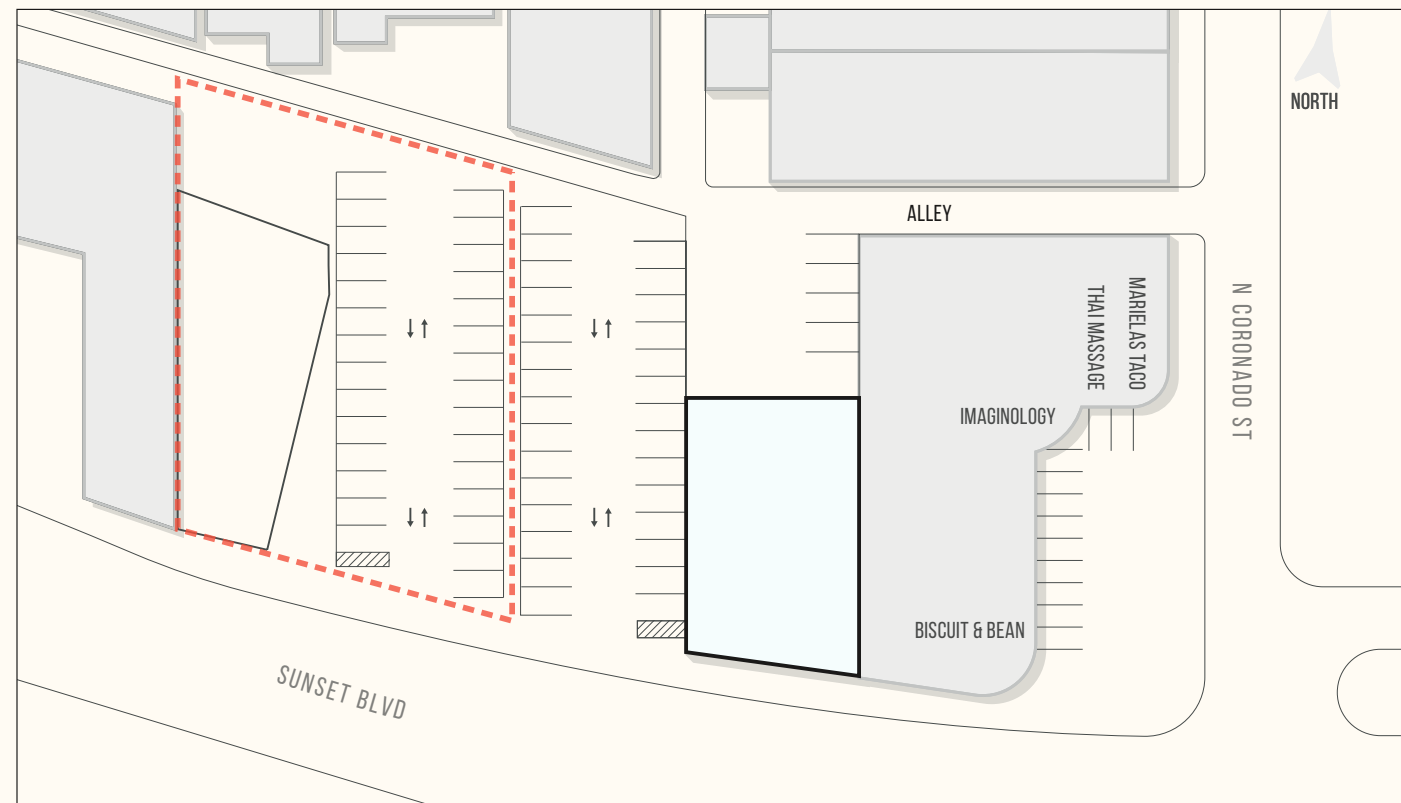 NORTH
ALLEY
N CORONADO ST
THAI MASSAGE
MARIELAS TACO
IMAGINOLOGY
BISCUIT & BEAN
SUNSET BLVD